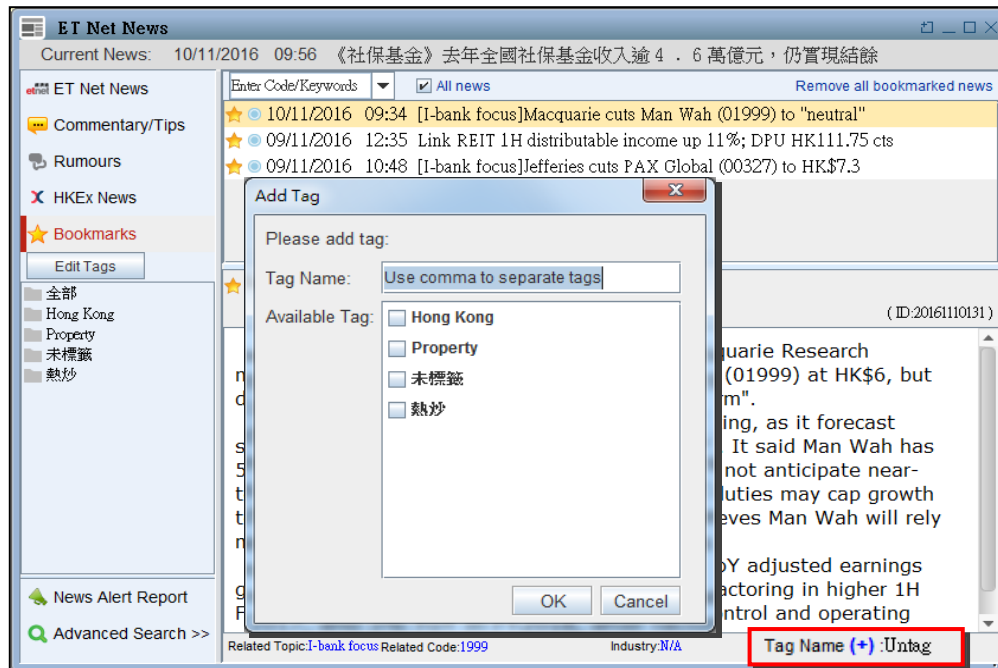 ET Net News
Current News: 10/11/2016 09:56 《社保基金》去年全國社保基金收入逾４．６萬億元，仍實現結餘
etnet ET Net News
Commentary/Tips
Rumours
HKEx News
Bookmarks
Edit Tags
全部
Hong Kong
Property
未標籤
熱炒
News Alert Report
Advanced Search >>
Enter Code/Keywords All news Remove all bookmarked news
10/11/2016 09:34 [I-bank focus]Macquarie cuts Man Wah (01999) to "neutral"
09/11/2016 12:35 Link REIT 1H distributable income up 11%; DPU HK111.75 cts
09/11/2016 10:48 [I-bank focus]Jefferies cuts PAX Global (00327) to HK$7.3
Add Tag
Please add tag:
Tag Name: Use comma to separate tags
Available Tag: Hong Kong
Property
未標籤
熱炒
OK Cancel
( ID:20161110131 )
quarie Research
(01999) at HK$6, but
rm".
ing, as it forecast
. It said Man Wah has
not anticipate near-
duties may cap growth
eves Man Wah will rely
oY adjusted earnings
actoring in higher 1H
ntrol and operating
Related Topic:I-bank focus Related Code:1999 Industry:N/A Tag Name (+) :Untag